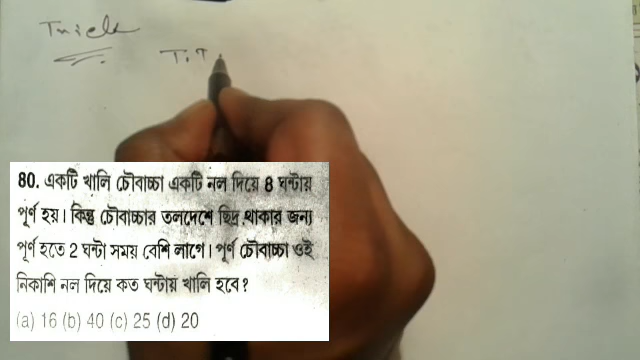 Trick
T.T
80. একটি খালি চৌবাচ্চা একটি নল দিয়ে 8 ঘন্টায়
পূর্ণ হয়। কিন্তু চৌবাচ্চার তলদেশে ছিদ্র থাকার জন্য
পূর্ণ হতে 2 ঘন্টা সময় বেশি লাগে। পূর্ণ চৌবাচ্চা ওই
নিকাশি নল দিয়ে কত ঘন্টায় খালি হবে?
(a) 16 (b) 40 (c) 25 (d) 20